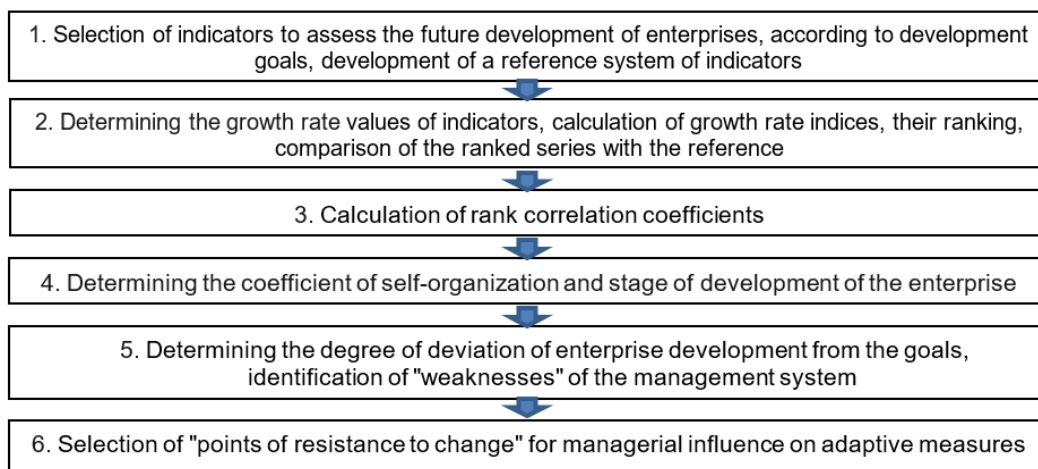 1. Selection of indicators to assess the future development of enterprises, according to development
goals, development of a reference system of indicators
2. Determining the growth rate values of indicators, calculation of growth rate indices, their ranking,
comparison of the ranked series with the reference
3. Calculation of rank correlation coefficients
4. Determining the coefficient of self-organization and stage of development of the enterprise
5. Determining the degree of deviation of enterprise development from the goals,
identification of "weaknesses" of the management system
6. Selection of "points of resistance to change" for managerial influence on adaptive measures